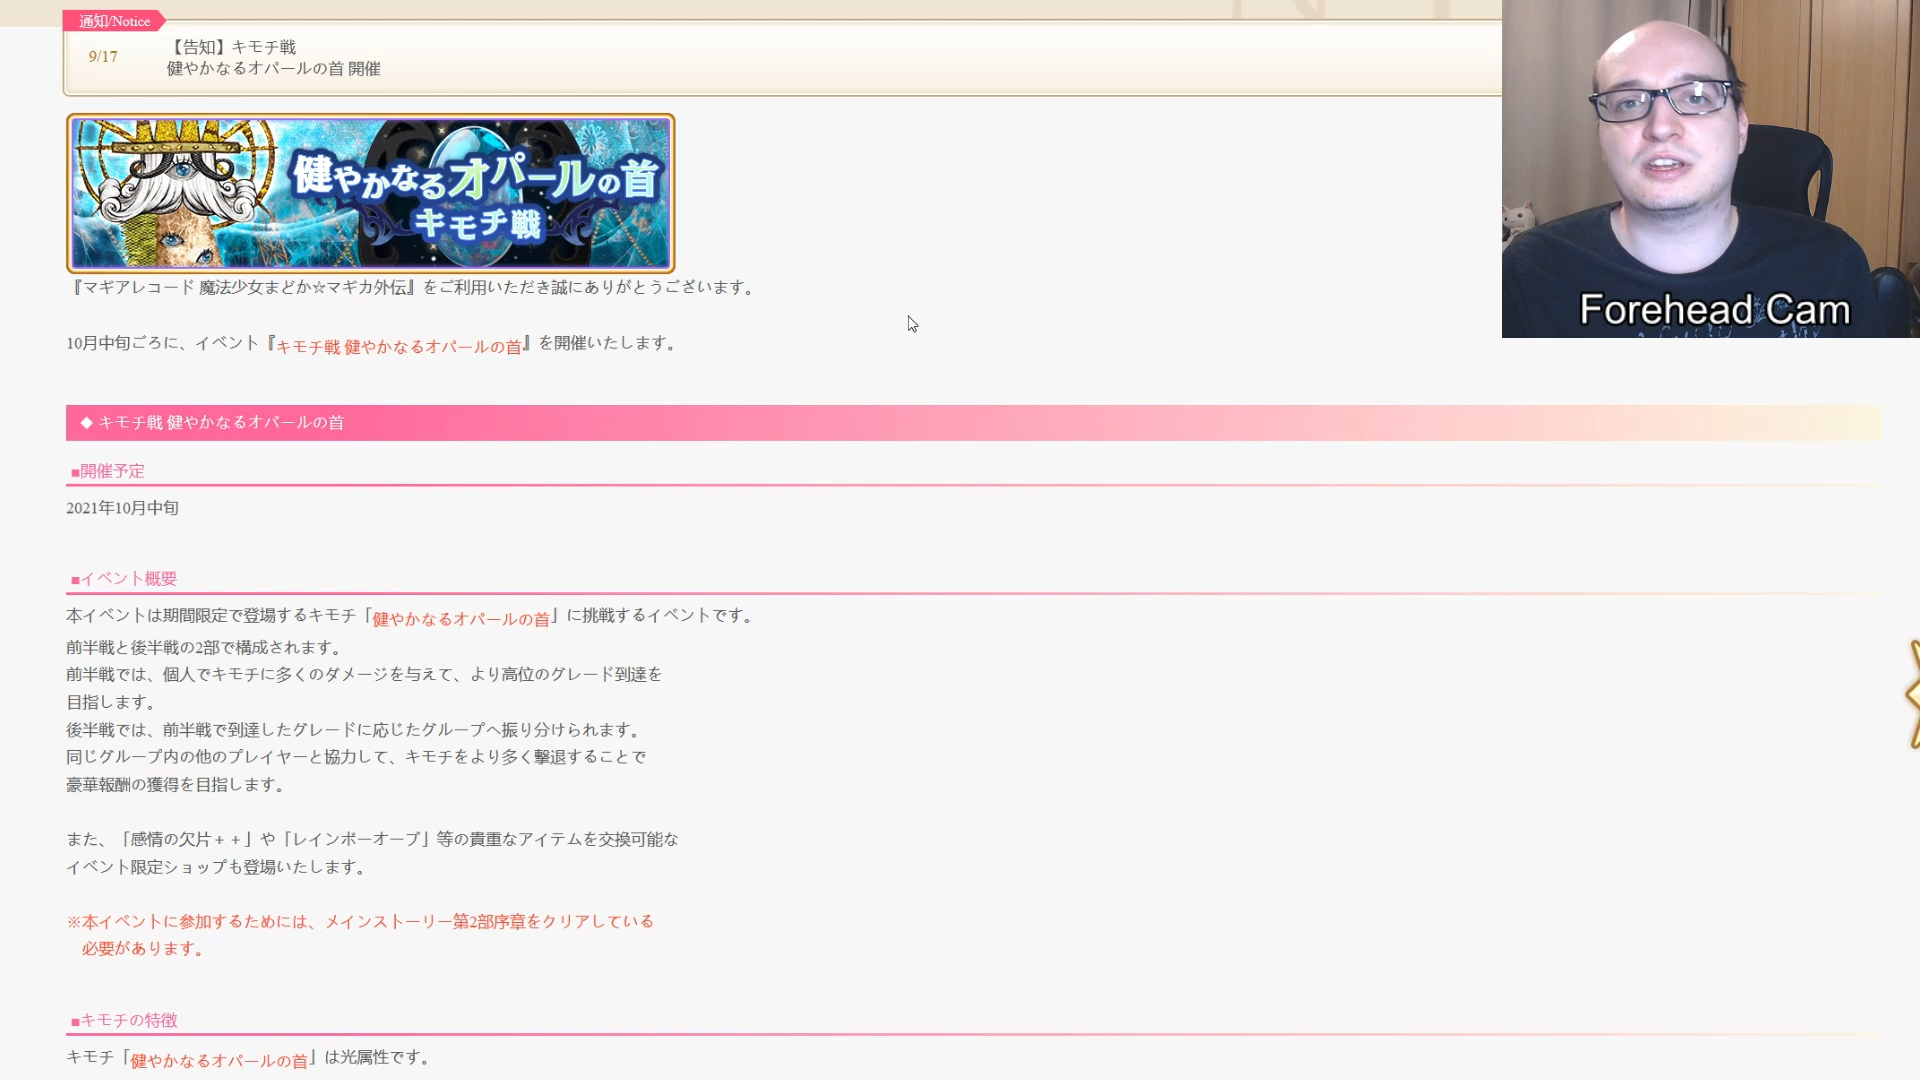 通知/Notice
9/17
【告知】キモチ戦
健やかなるオパールの首 開催
健やかなるオパールの首
キモチ戦
『マギアレコード 魔法少女まどか☆マギカ外伝』をご利用いただき誠にありがとうございます。
10月中旬ごろに、イベント『キモチ戦 健やかなるオパールの首』を開催いたします。
◆ キモチ戦 健やかなるオパールの首
■開催予定
2021年10月中旬
■イベント概要
本イベントは期間限定で登場するキモチ「健やかなるオパールの首」に挑戦するイベントです。
前半戦と後半戦の2部で構成されます。
前半戦では、個人でキモチに多くのダメージを与えて、より高位のグレード到達を
目指します。
後半戦では、前半戦で到達したグレードに応じたグループへ振り分けられます。
同じグループ内の他のプレイヤーと協力して、キモチをより多く撃退することで
豪華報酬の獲得を目指します。
また、「感情の欠片＋＋」や「レインボーオーブ」等の貴重なアイテムを交換可能な
イベント限定ショップも登場いたします。
※本イベントに参加するためには、メインストーリー第2部序章をクリアしている
必要があります。
■キモチの特徴
キモチ「健やかなるオパールの首」は光属性です。
Forehead Cam